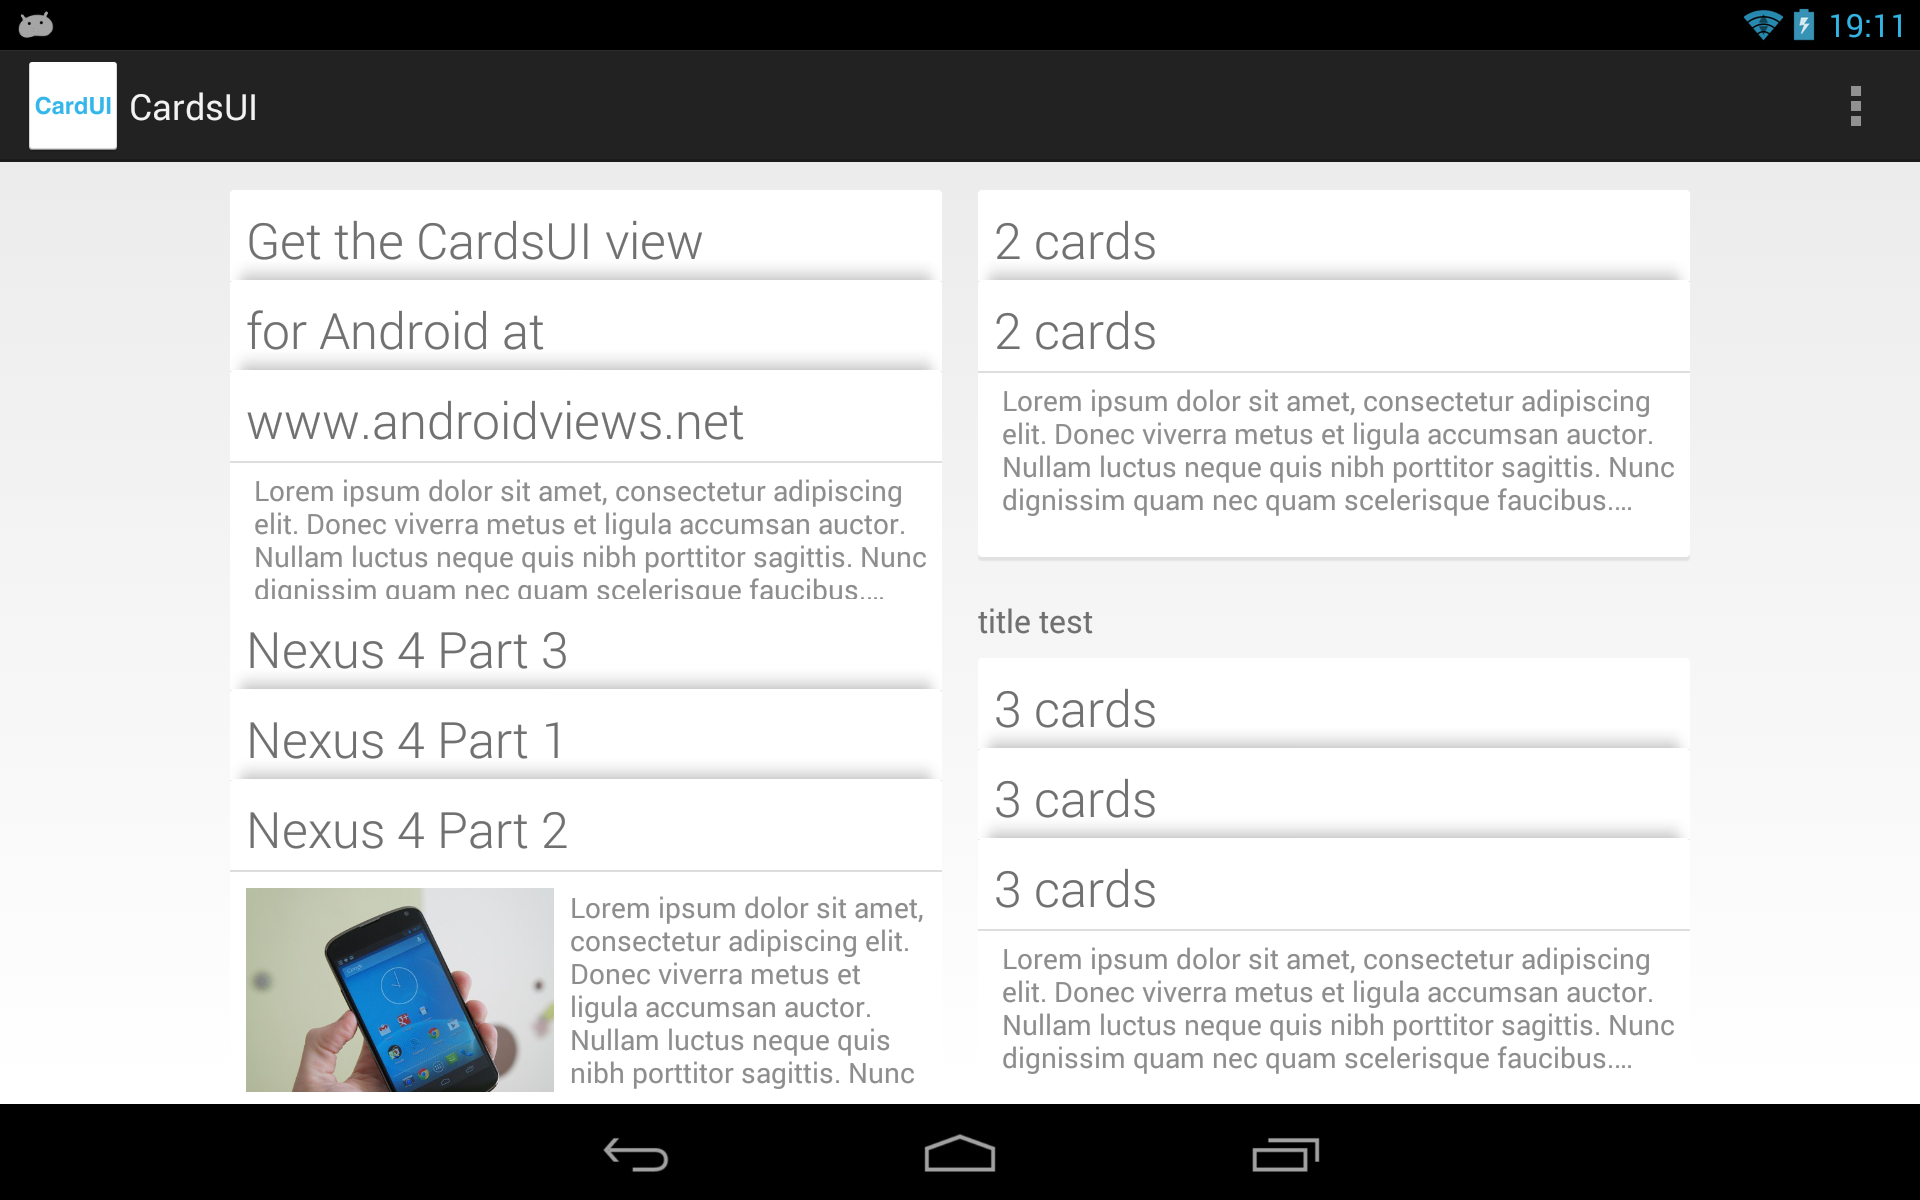 19:11
CardUI
CardsUI
Get the CardsUI view
for Android at
www.androidviews.net
Lorem ipsum dolor sit amet, consectetur adipiscing
elit. Donec viverra metus et ligula accumsan auctor.
Nullam luctus neque quis nibh porttitor sagittis. Nunc
dignissim quam nec quam scelerisque faucibus....
Nexus 4 Part 3
Nexus 4 Part 1
Nexus 4 Part 2
Lorem ipsum dolor sit amet,
consectetur adipiscing elit.
Donec viverra metus et
ligula accumsan auctor.
Nullam luctus neque quis
nibh porttitor sagittis. Nunc
2 cards
2 cards
Lorem ipsum dolor sit amet, consectetur adipiscing
elit. Donec viverra metus et ligula accumsan auctor.
Nullam luctus neque quis nibh porttitor sagittis. Nunc
dignissim quam nec quam scelerisque faucibus....
title test
3 cards
3 cards
3 cards
Lorem ipsum dolor sit amet, consectetur adipiscing
elit. Donec viverra metus et ligula accumsan auctor.
Nullam luctus neque quis nibh porttitor sagittis. Nunc
dignissim quam nec quam scelerisque faucibus....